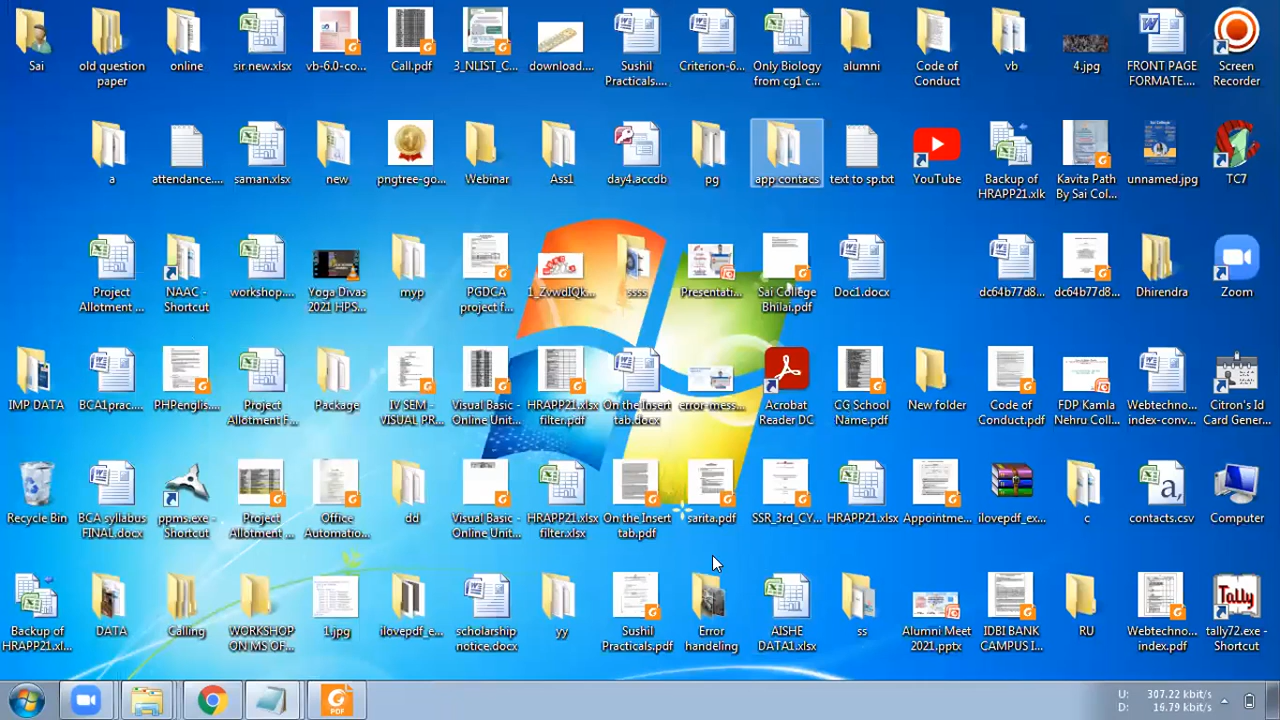 Sai
old question
paper
online
sir new.xlsx
vb-6.0-co...
Call.pdf
3_NLIST_C...
download....
Sushil
Practicals....
Criterion-6...
Only Biology
from cg1 c...
alumni
Code of
Conduct
vb
4.jpg
FRONT PAGE
FORMATE....
Screen
Recorder
a
attendance....
saman.xlsx
new
pngtree-go...
Webinar
Ass1
day4.accdb
pg
app contacs
text to sp.txt
YouTube
Backup of
HRAPP21.xlk
Kavita Path
By Sai Col...
unnamed.jpg
TC7
Project
Allotment ...
NAAC -
Shortcut
workshop....
Yoga Divas
2021 HPS...
myp
PGDCA
project f...
1_ZvwdIQk...
ssss
Presentati...
Sai College
Bhilai.pdf
Doc1.docx
dc64b77d8...
dc64b77d8...
Dhirendra
Zoom
IMP DATA
BCA1prac....
PHPenglis....
Project
Allotment F...
Package
IV SEM -
VISUAL PR...
Visual Basic -
Online Unit...
HRAPP21.xlsx
filter.pdf
On the Insert
tab.docx
error-mess...
Acrobat
Reader DC
CG School
Name.pdf
New folder
Code of
Conduct.pdf
FDP Kamla
Nehru Coll...
Webtechno...
index-conv...
Citron's Id
Card Gener...
Recycle Bin
BCA syllabus
FINAL.docx
ppms.exe -
Shortcut
Project
Allotment ...
Office
Automatio...
dd
Visual Basic -
Online Unit...
HRAPP21.xlsx
filter.xlsx
On the Insert
tab.pdf
sarita.pdf
SSR_3rd_CY...
HRAPP21.xlsx
Appointme...
ilovepdf_ex...
c
contacts.csv
Computer
Backup of
HRAPP21.xl...
DATA
Calling
WORKSHOP
ON MS OF...
1.jpg
ilovepdf_e...
scholarship
notice.docx
yy
Sushil
Practicals.pdf
Error
handeling
AISHE
DATA1.xlsx
ss
Alumni Meet
2021.pptx
IDBI BANK
CAMPUS I...
RU
Webtechno...
index.pdf
tally72.exe -
Shortcut
Tally
PDF
U: 307.22 kbit/s
D: 16.79 kbit/s